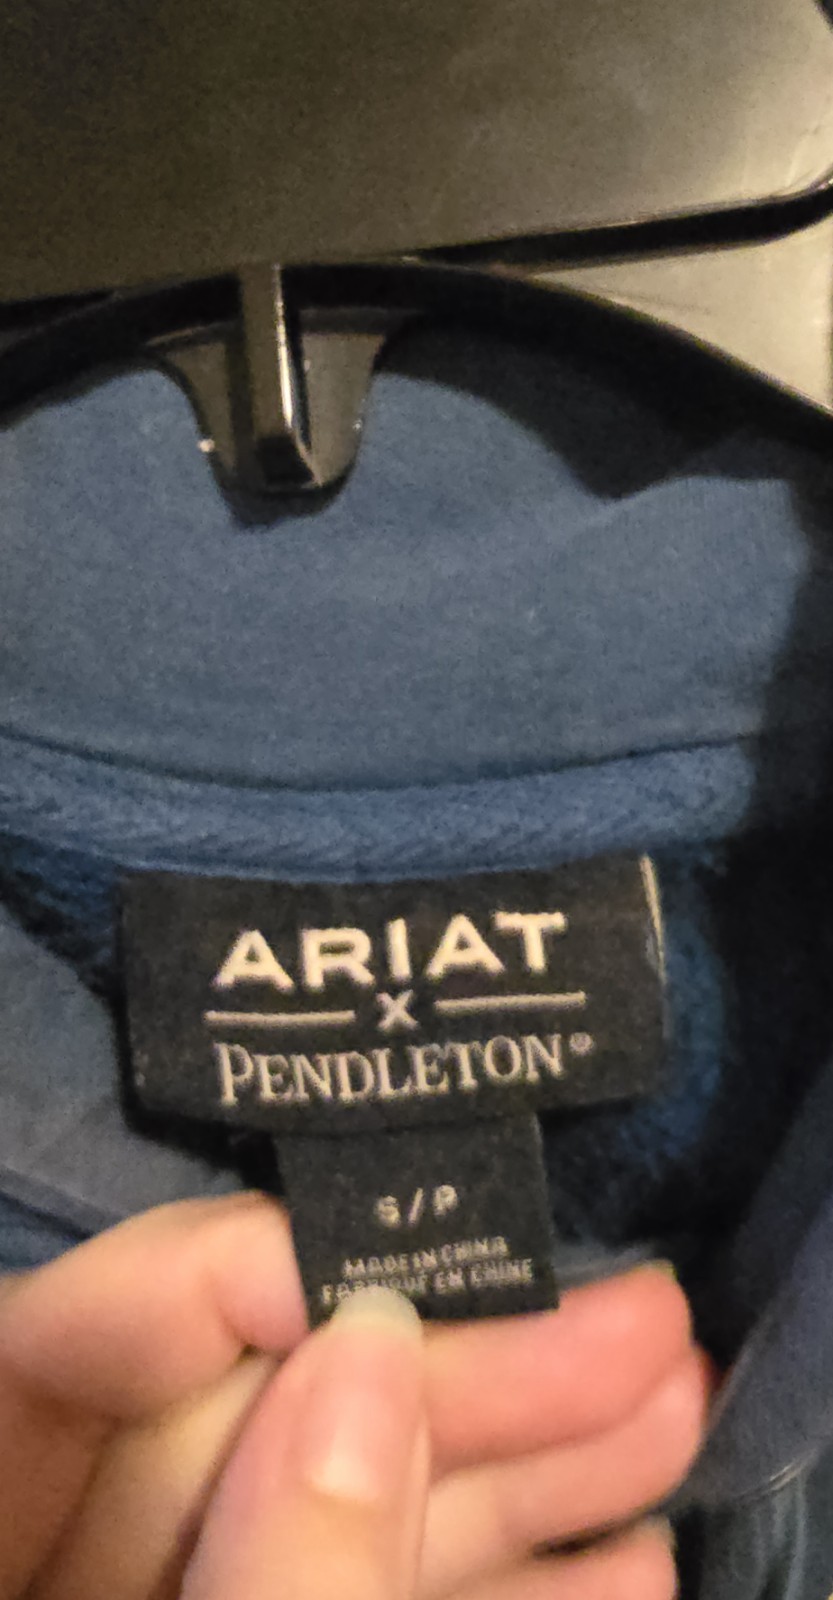 ARIAT
X
PENDLETON®
S/P
MADE IN CHINA
FABRIQUÉ EN CHINE